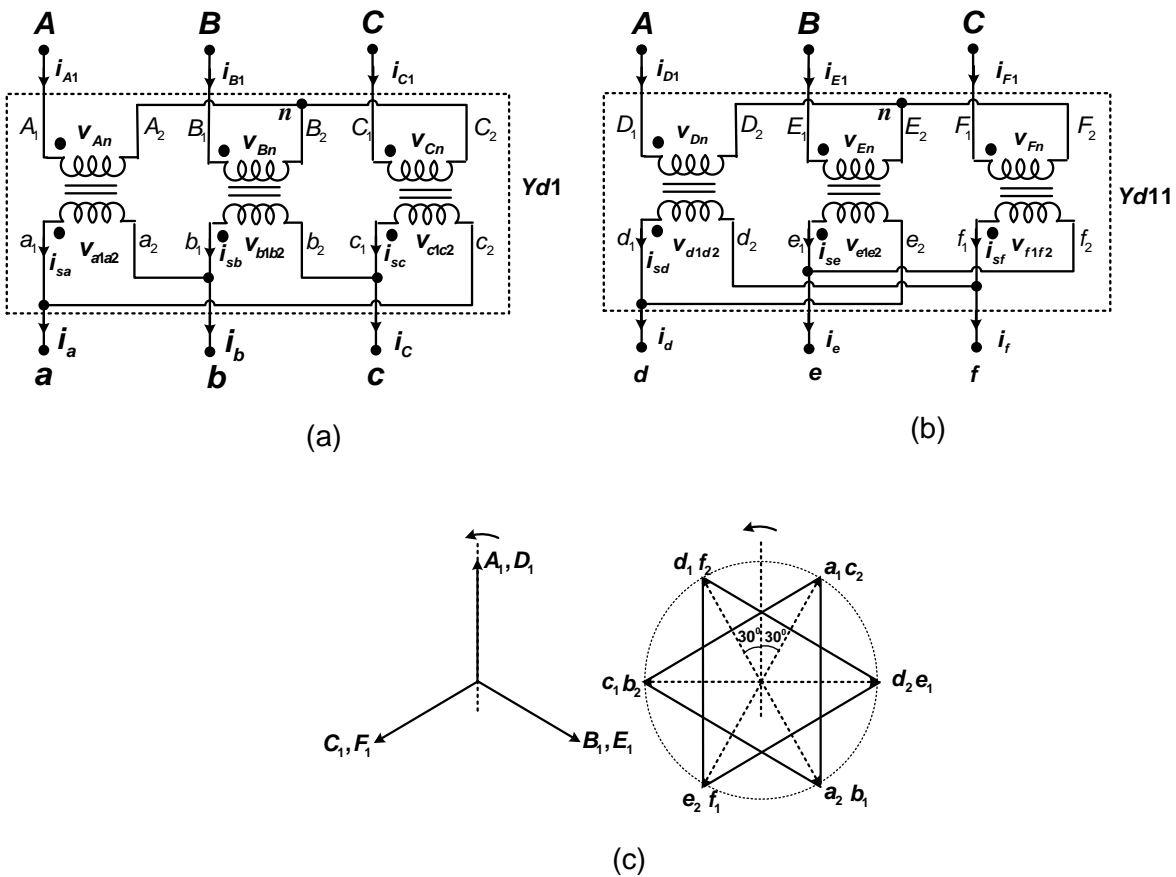 A B C A B C
i_A1 i_B1 i_C1 i_D1 i_E1 i_F1
A_1 A_2 B_1 n B_2 C_1 C_2 D_1 D_2 E_1 n E_2 F_1 F_2
v_An v_Bn v_Cn v_Dn v_En v_Fn
Yd1 Yd11
a_1 a_2 b_1 b_2 c_1 c_2 d_1 d_2 e_1 e_2 f_1 f_2
v_a1a2 v_b1b2 v_c1c2 v_d1d2 v_e1e2 v_f1f2
i_sa i_sb i_sc i_sd i_se i_sf
i_a i_b i_C i_d i_e i_f
a b c d e f
(a) (b)
A_1,D_1 d_1 f_2 a_1 c_2
30^0 30^0
c_1 b_2 d_2 e_1
C_1,F_1 B_1,E_1
e_2 f_1 a_2 b_1
(c)